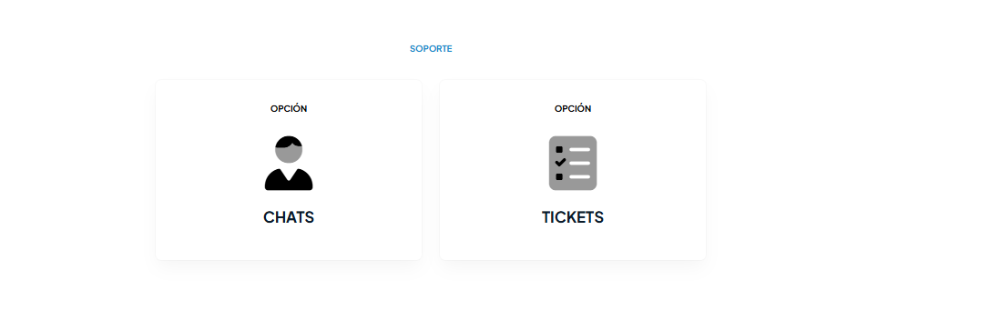 SOPORTE
OPCIÓN
CHATS
OPCIÓN
TICKETS